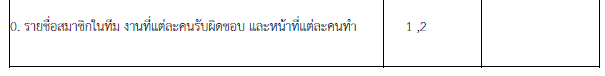 0. รายชื่อสมาชิกในทีม งานที่แต่ละคนรับผิดชอบ และหน้าที่แต่ละคนทำ 1 ,2